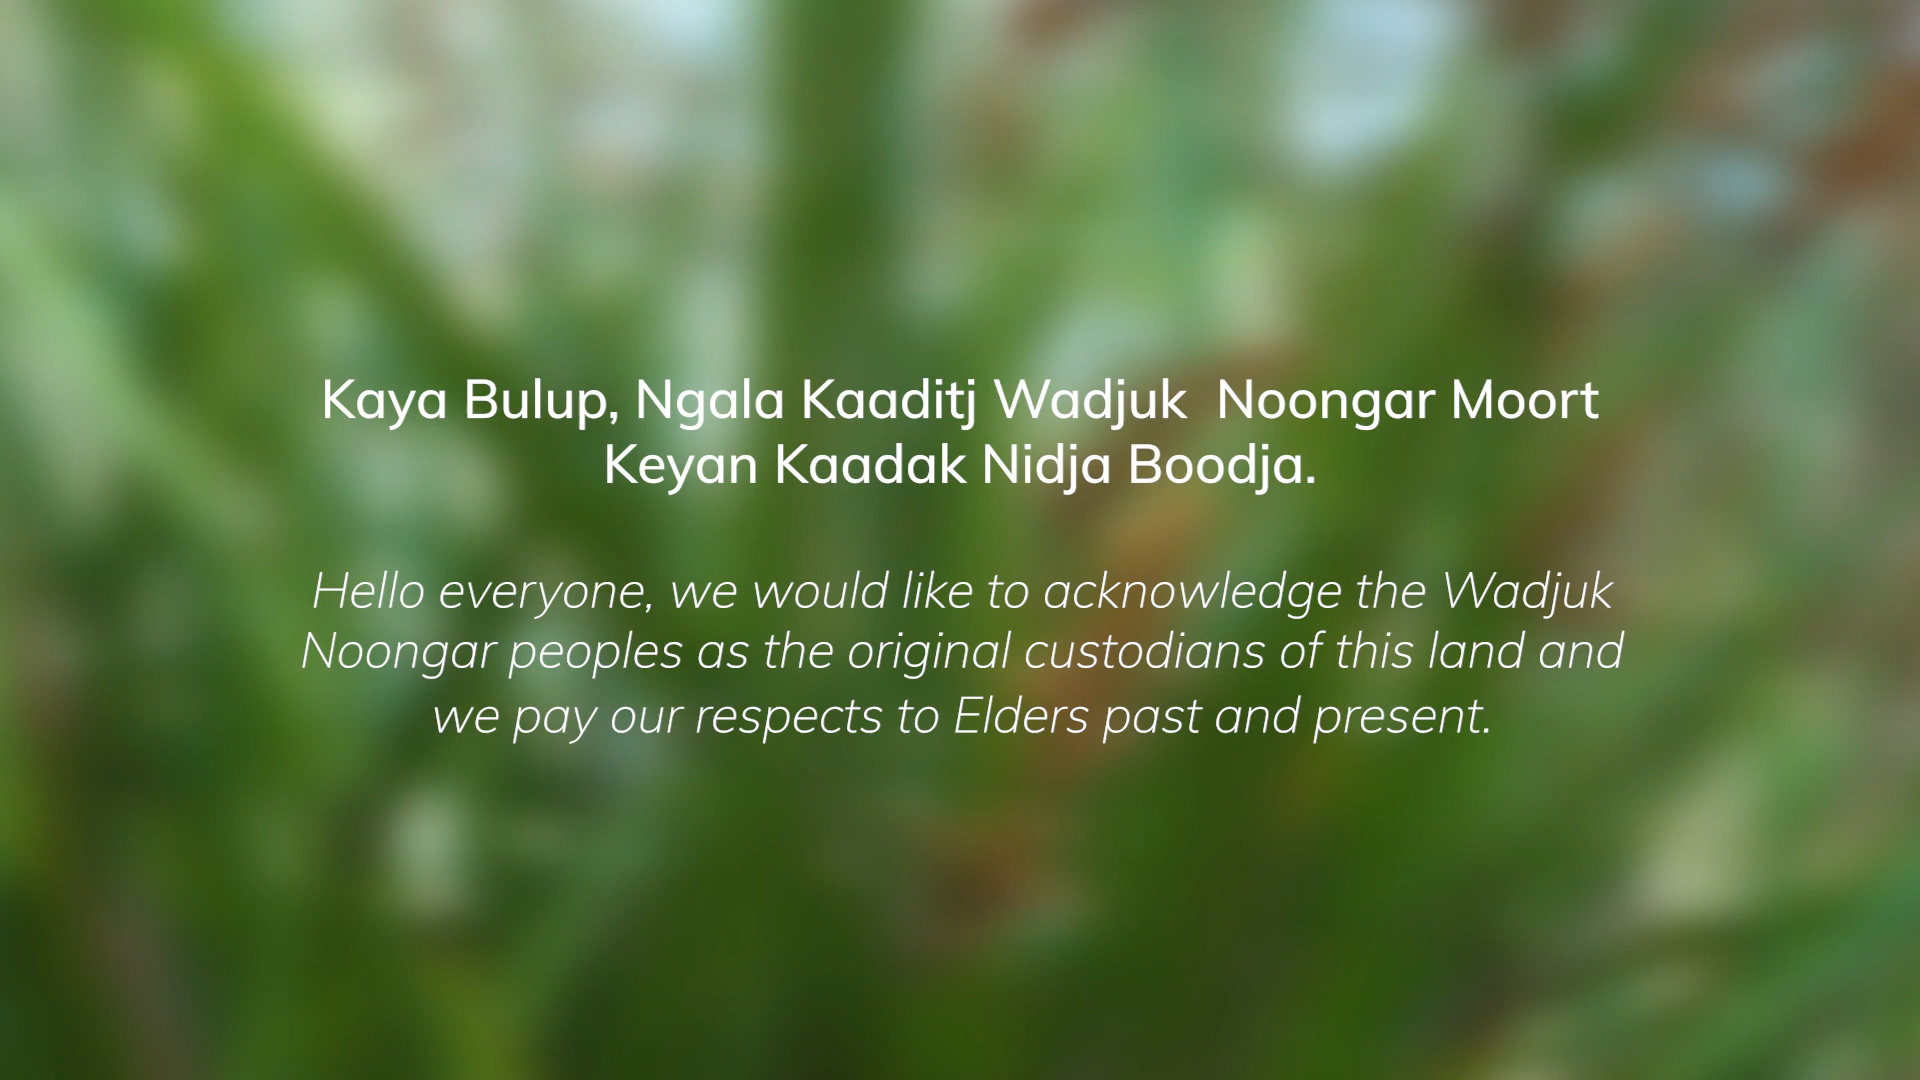 Kaya Bulup, Ngala Kaaditj Wadjuk  Noongar Moort
Keyan Kaadak Nidja Boodja.
Hello everyone, we would like to acknowledge the Wadjuk
Noongar peoples as the original custodians of this land and
we pay our respects to Elders past and present.